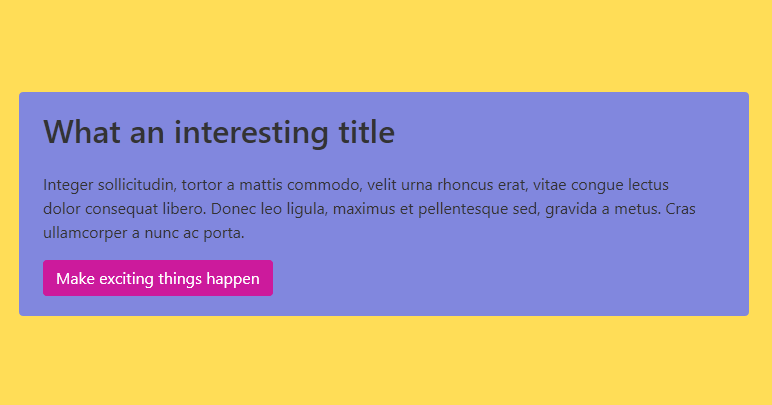 What an interesting title
Integer sollicitudin, tortor a mattis commodo, velit urna rhoncus erat, vitae congue lectus
dolor consequat libero. Donec leo ligula, maximus et pellentesque sed, gravida a metus. Cras
ullamcorper a nunc ac porta.
Make exciting things happen